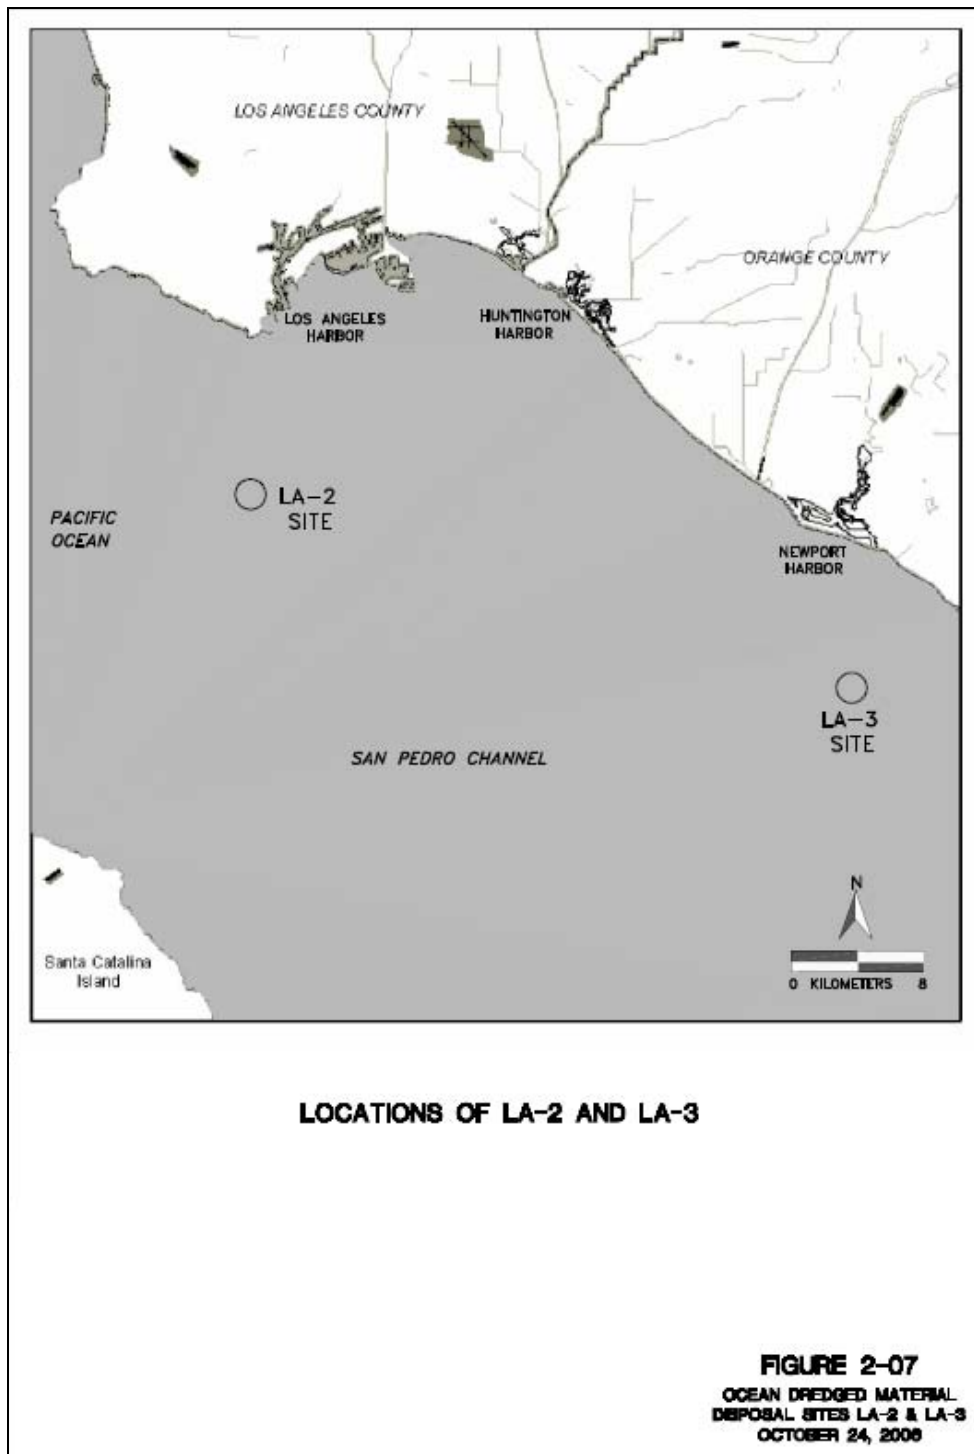 LOS ANGELES COUNTY
ORANGE COUNTY
LOS ANGELES
HARBOR
HUNTINGTON
HARBOR
LA-2
SITE
PACIFIC
OCEAN
NEWPORT
HARBOR
LA-3
SITE
SAN PEDRO CHANNEL
N
Santa Catalina
Island
0 KILOMETERS 8
LOCATIONS OF LA-2 AND LA-3
FIGURE 2-07
OCEAN DREDGED MATERIAL
DISPOSAL SITES LA-2 & LA-3
OCTOBER 24, 2006